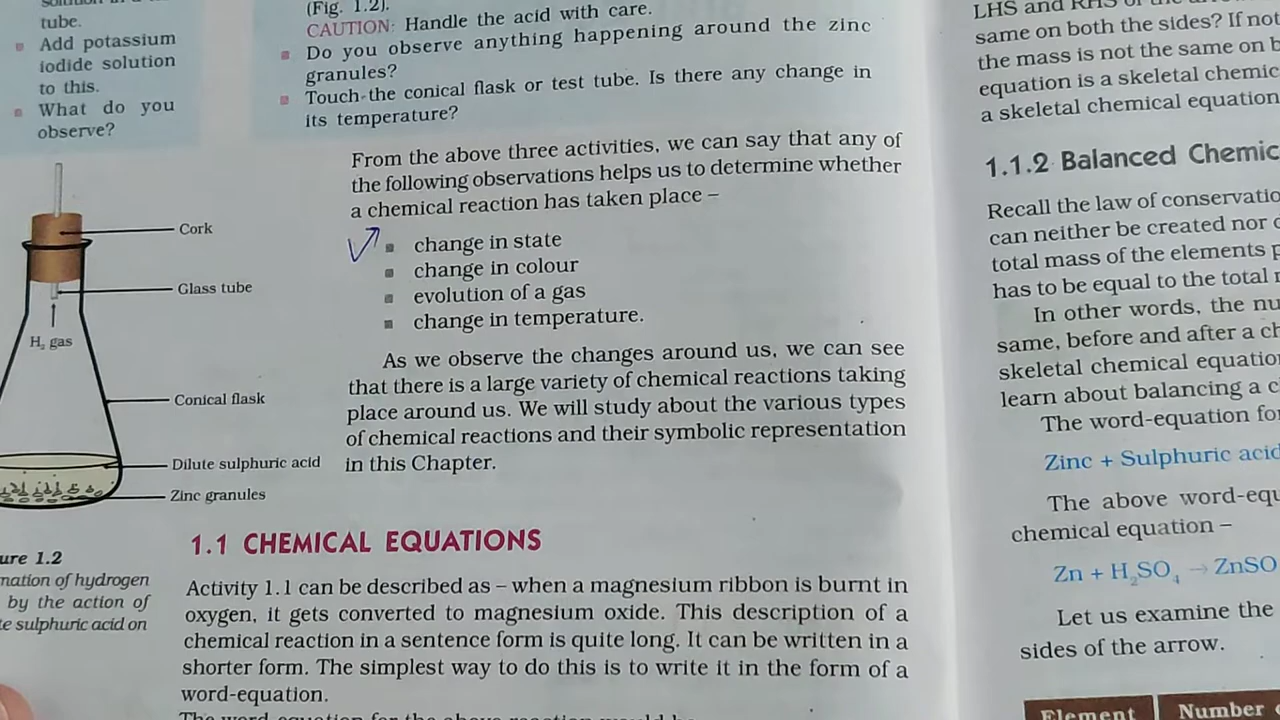 tube.
Add potassium
iodide solution
to this.
What do you
observe?
(Fig. 1.2).
CAUTION: Handle the acid with care.
Do you observe anything happening around the zinc
granules?
Touch the conical flask or test tube. Is there any change in
its temperature?
From the above three activities, we can say that any of
the following observations helps us to determine whether
a chemical reaction has taken place –
change in state
change in colour
evolution of a gas
change in temperature.
As we observe the changes around us, we can see
that there is a large variety of chemical reactions taking
place around us. We will study about the various types
of chemical reactions and their symbolic representation
in this Chapter.
Cork
Glass tube
H₂ gas
Conical flask
Dilute sulphuric acid
Zinc granules
1.2
of hydrogen
by the action of
sulphuric acid on
1.1 CHEMICAL EQUATIONS
Activity 1.1 can be described as – when a magnesium ribbon is burnt in
oxygen, it gets converted to magnesium oxide. This description of a
chemical reaction in a sentence form is quite long. It can be written in a
shorter form. The simplest way to do this is to write it in the form of a
word-equation.
LHS and
same on both the sides? If not
the mass is not the same on
equation is a skeletal
a skeletal chemical equation
1.1.2 Balanced
Recall the law of
can neither be created nor
total mass of the elements
has to be equal to the total
In other words, the
same, before and after a
skeletal chemical
learn about balancing a
The word-equation
Zinc + Sulphuric acid
The above
chemical equation –
Zn + H₂SO₄ → ZnSO
Let us examine the
sides of the arrow.
Element
Number